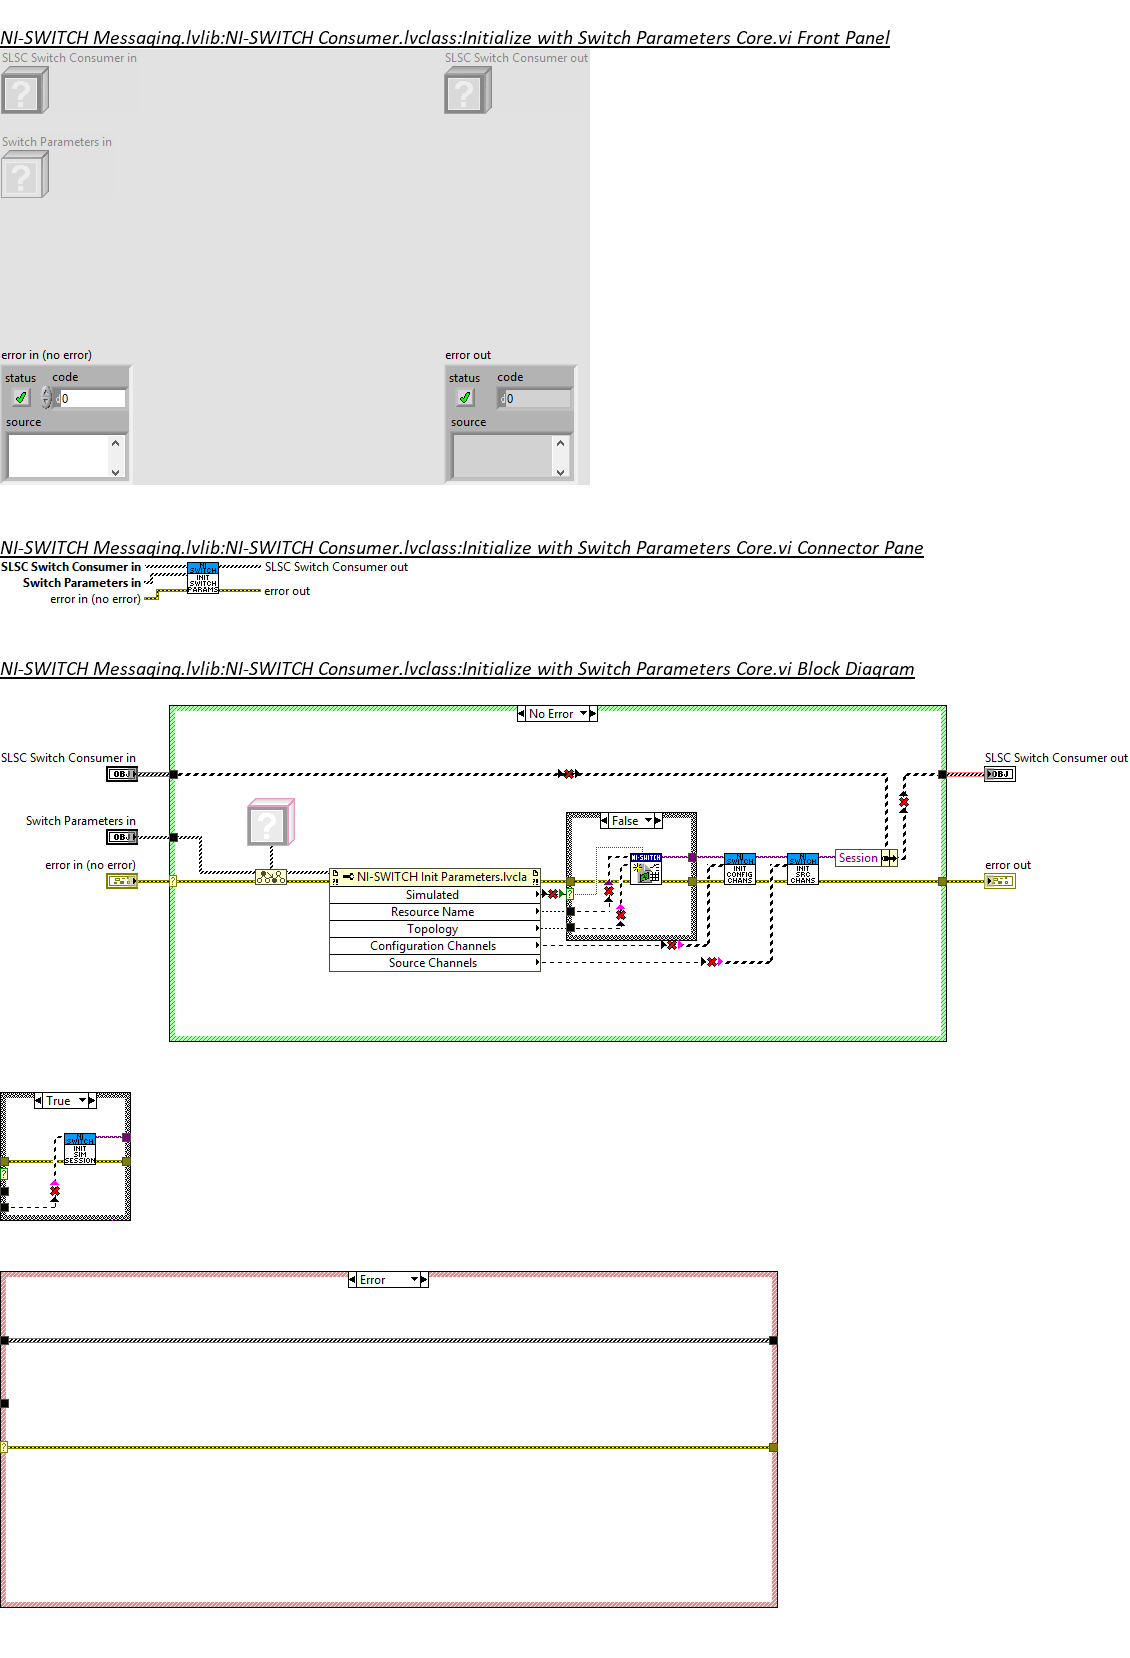 NI-SWITCH Messaging.lvlib:NI-SWITCH Consumer.lvclass:Initialize with Switch Parameters Core.vi Front Panel
SLSC Switch Consumer in
SLSC Switch Consumer out
?
?
Switch Parameters in
?
error in (no error)
error out
status code
status code
d 0
d 0
source
source
NI-SWITCH Messaging.lvlib:NI-SWITCH Consumer.lvclass:Initialize with Switch Parameters Core.vi Connector Pane
SLSC Switch Consumer in
SLSC Switch Consumer out
Switch Parameters in
error in (no error)
error out
NI
SWITCH
INIT
SWITCH
PARAMS
NI-SWITCH Messaging.lvlib:NI-SWITCH Consumer.lvclass:Initialize with Switch Parameters Core.vi Block Diagram
No Error
SLSC Switch Consumer in
SLSC Switch Consumer out
OBJ
OBJ
Switch Parameters in
OBJ
?
False
error in (no error)
error out
?
NI-SWITCH
NI
SWITCH
INIT
CONFIG
CHANS
NI
SWITCH
INIT
SRC
CHANS
Session
NI-SWITCH Init Parameters.lvcla
Simulated
?
Resource Name
Topology
Configuration Channels
Source Channels
True
NI
SWITCH
INIT
SIM
SESSION
?
Error
?